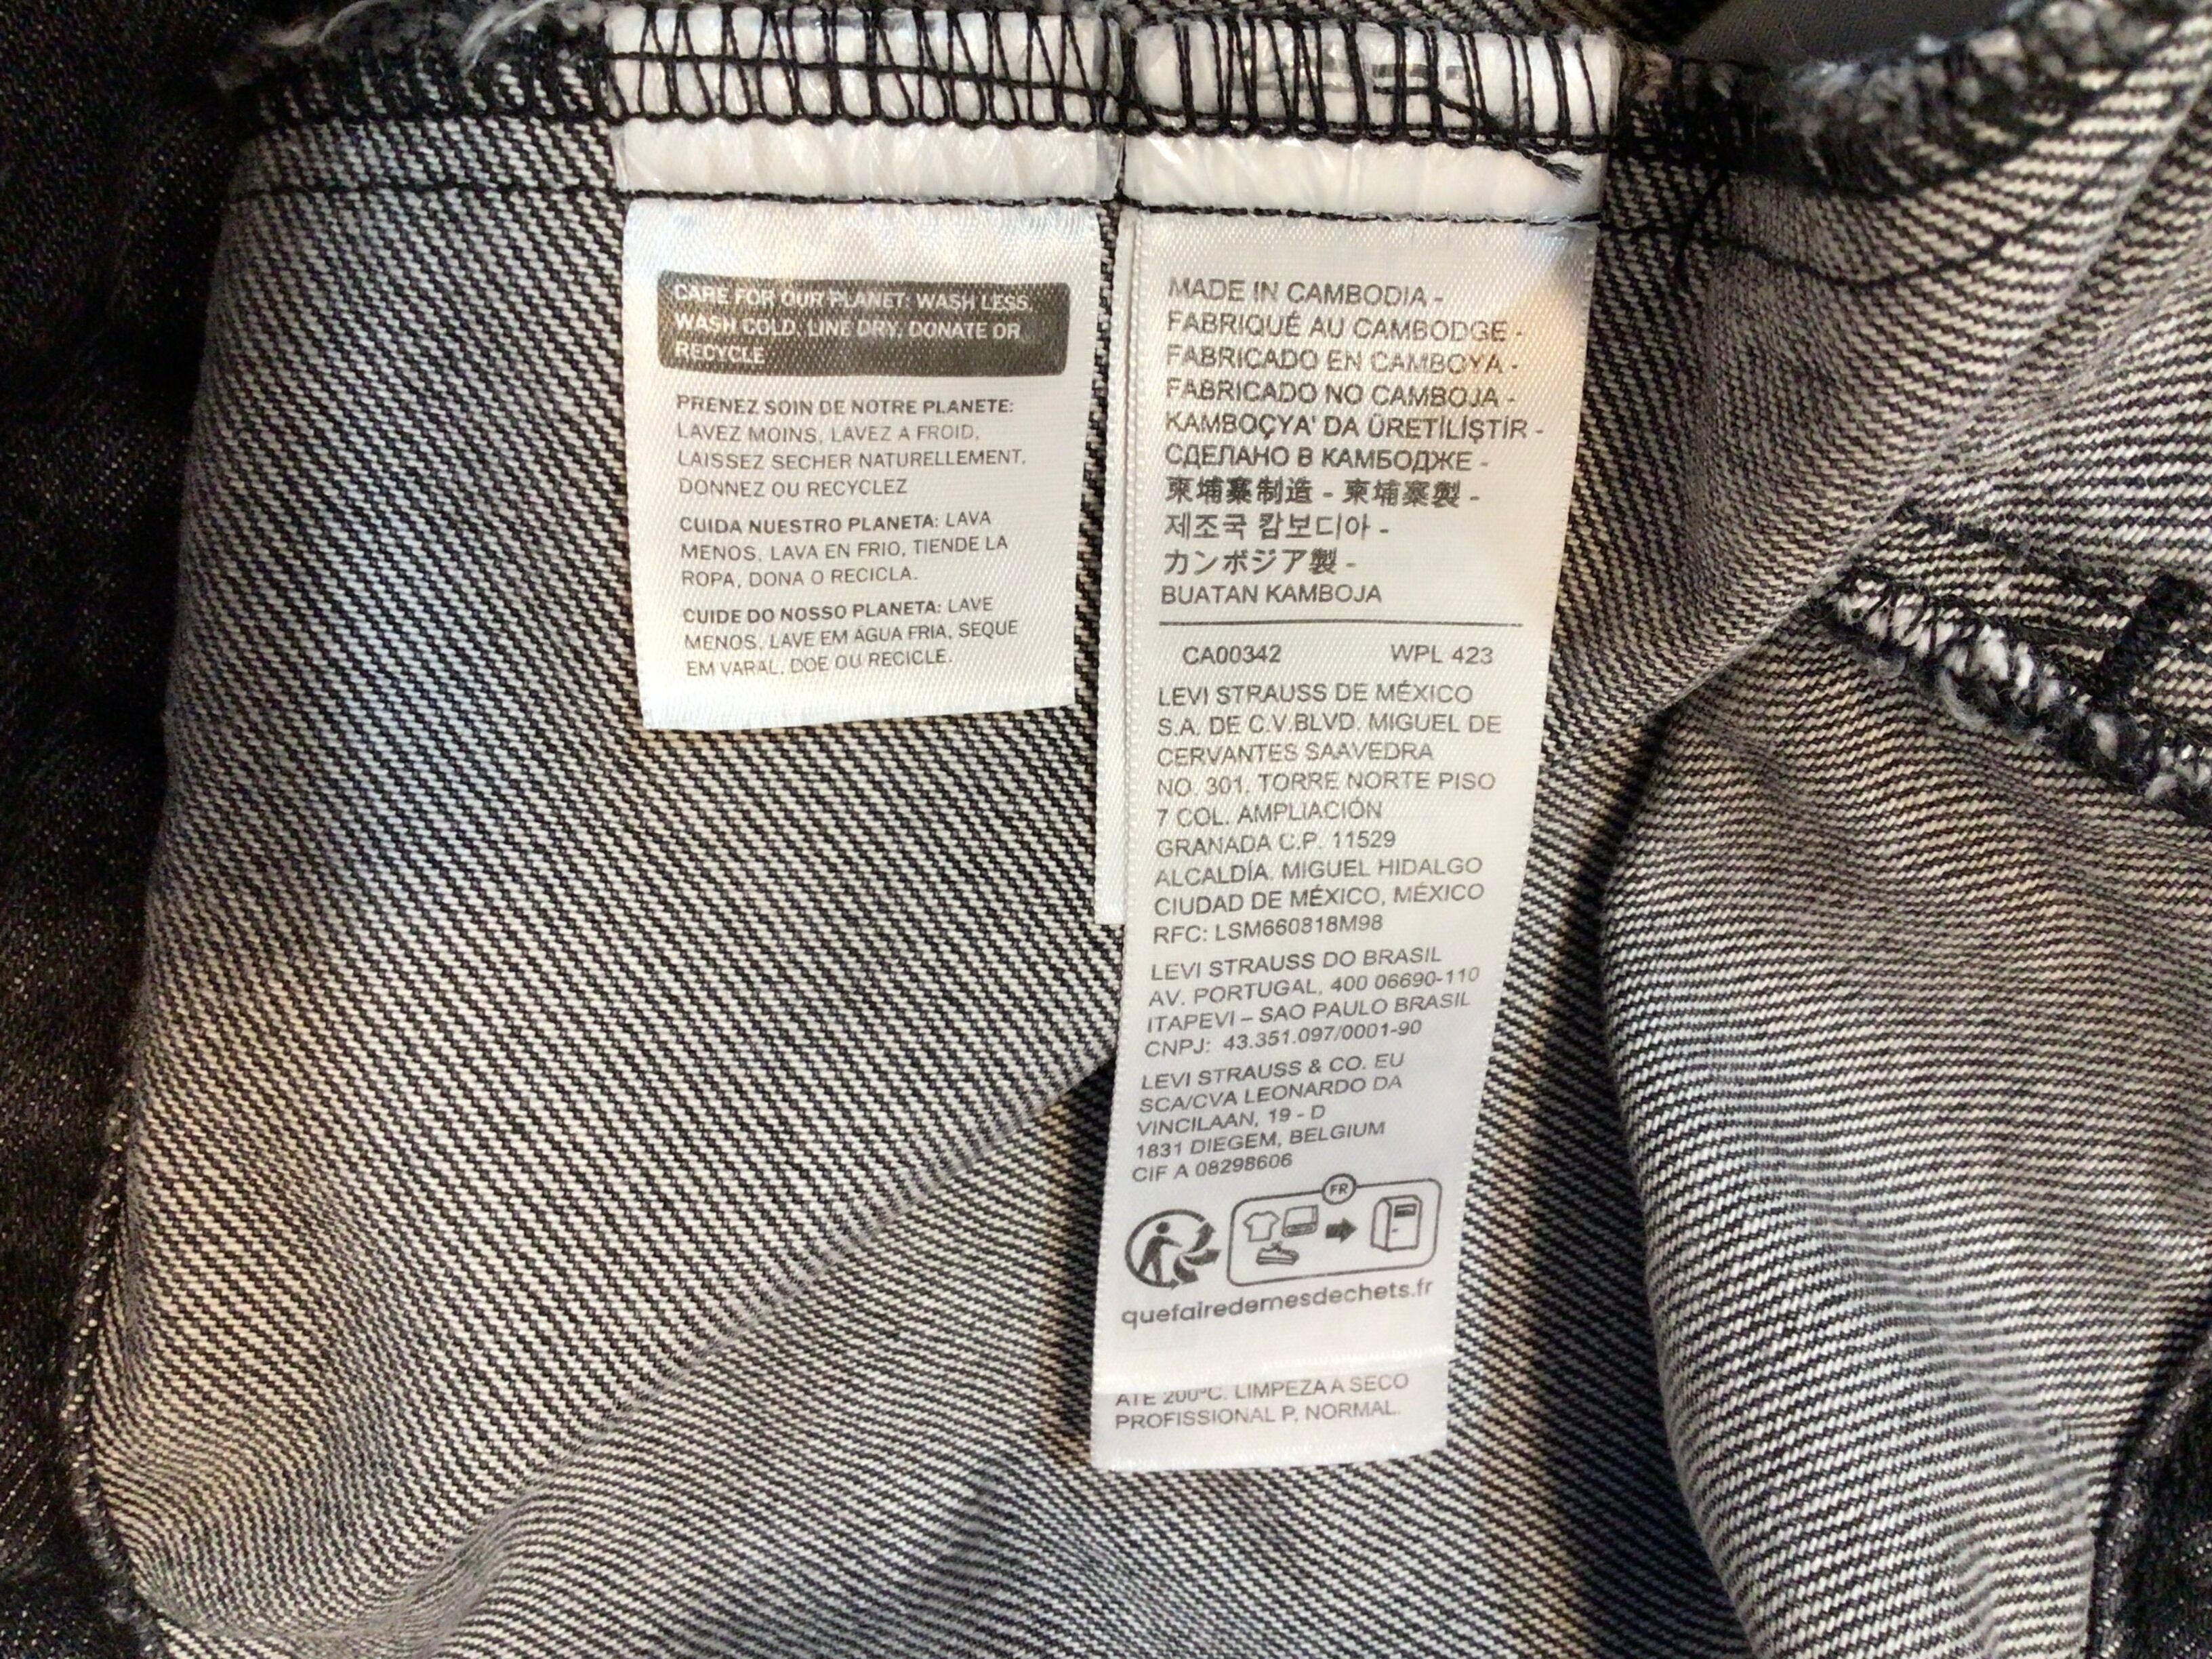 CARE FOR OUR PLANET: WASH LESS,
WASH COLD, LINE DRY, DONATE OR
RECYCLE
PRENEZ SOIN DE NOTRE PLANETE:
LAVEZ MOINS, LAVEZ A FROID,
LAISSEZ SECHER NATURELLEMENT,
DONNEZ OU RECYCLEZ
CUIDA NUESTRO PLANETA: LAVA
MENOS, LAVA EN FRIO, TIENDE LA
ROPA, DONA O RECICLA.
CUIDE DO NOSSO PLANETA: LAVE
MENOS, LAVE EM ÁGUA FRIA, SEQUE
EM VARAL, DOE OU RECICLE.
MADE IN CAMBODIA -
FABRIQUÉ AU CAMBODGE -
FABRICADO EN CAMBOYA -
FABRICADO NO CAMBOJA -
KAMBOÇYA' DA ÜRETİLİŞTİR -
СДЕЛАНО В КАМБОДЖЕ -
柬埔寨制造 - 柬埔寨製 -
제조국 캄보디아 -
カンボジア製 -
BUATAN KAMBOJA
CA00342 WPL 423
LEVI STRAUSS DE MÉXICO
S.A. DE C.V.BLVD. MIGUEL DE
CERVANTES SAAVEDRA
NO. 301, TORRE NORTE PISO
7 COL. AMPLIACIÓN
GRANADA C.P. 11529
ALCALDÍA. MIGUEL HIDALGO
CIUDAD DE MÉXICO, MÉXICO
RFC: LSM660818M98
LEVI STRAUSS DO BRASIL
AV. PORTUGAL, 400 06690-110
ITAPEVI – SAO PAULO BRASIL
CNPJ: 43.351.097/0001-90
LEVI STRAUSS & CO. EU
SCA/CVA LEONARDO DA
VINCILAAN, 19 - D
1831 DIEGEM, BELGIUM
CIF A 08298606
FR
quefairedemesdechets.fr
ATE 200°C. LIMPEZA A SECO
PROFISSIONAL P, NORMAL.